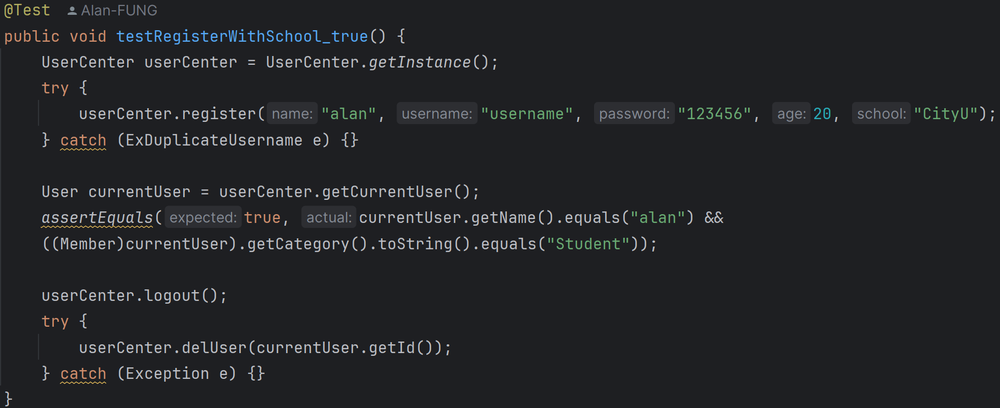 @Test Alan-FUNG
public void testRegisterWithSchool_true() {
UserCenter userCenter = UserCenter.getInstance();
try {
userCenter.register( name: "alan", username: "username", password: "123456", age: 20, school: "CityU");
} catch (ExDuplicateUsername e) {}
User currentUser = userCenter.getCurrentUser();
assertEquals( expected: true, actual: currentUser.getName().equals("alan") &&
((Member)currentUser).getCategory().toString().equals("Student"));
userCenter.logout();
try {
userCenter.delUser(currentUser.getId());
} catch (Exception e) {}
}